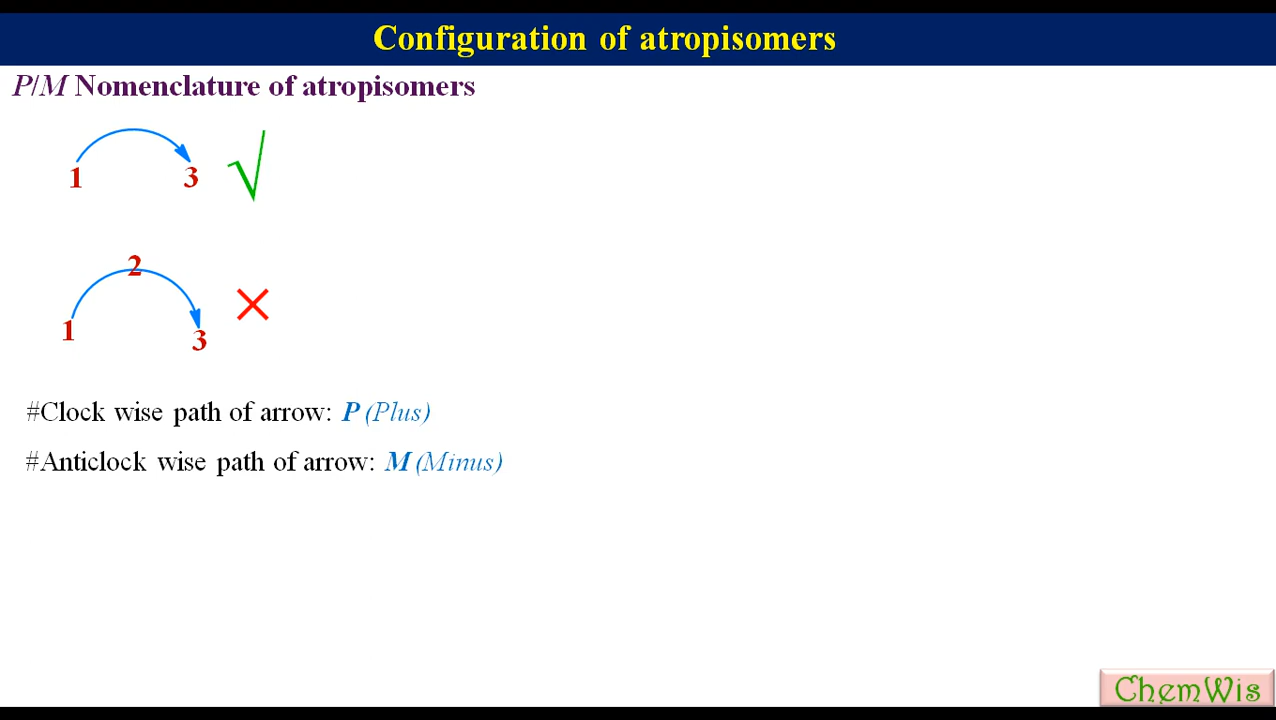 Configuration of atropisomers
P/M Nomenclature of atropisomers
1 3 √
2
1 3 ×
#Clock wise path of arrow: P (Plus)
#Anticlock wise path of arrow: M (Minus)
ChemWis